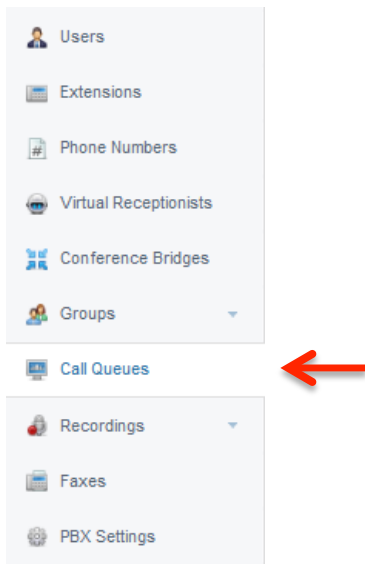 Users
Extensions
# Phone Numbers
Virtual Receptionists
Conference Bridges
Groups
Call Queues
Recordings
Faxes
PBX Settings